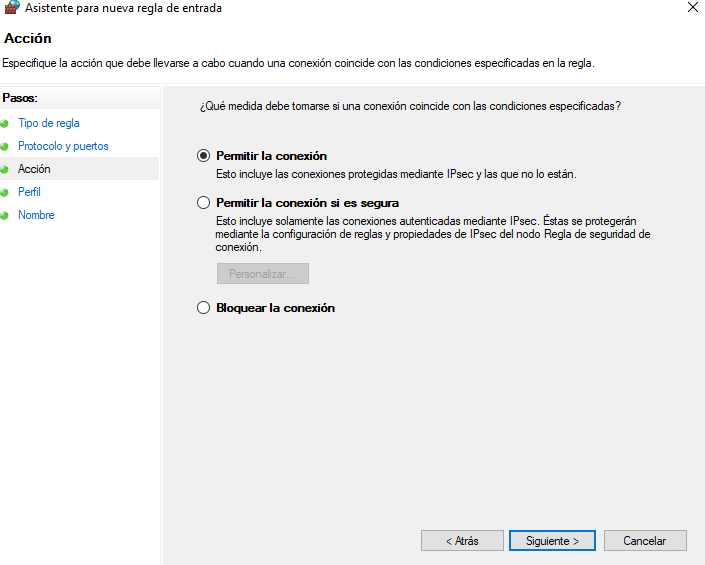 Asistente para nueva regla de entrada
Acción
Especifique la acción que debe llevarse a cabo cuando una conexión coincide con las condiciones especificadas en la regla.
Pasos:
Tipo de regla
Protocolo y puertos
Acción
Perfil
Nombre
¿Qué medida debe tomarse si una conexión coincide con las condiciones especificadas?
Permitir la conexión
Esto incluye las conexiones protegidas mediante IPsec y las que no lo están.
Permitir la conexión si es segura
Esto incluye solamente las conexiones autenticadas mediante IPsec. Éstas se protegerán
mediante la configuración de reglas y propiedades de IPsec del nodo Regla de seguridad de
conexión.
Personalizar...
Bloquear la conexión
< Atrás
Siguiente >
Cancelar